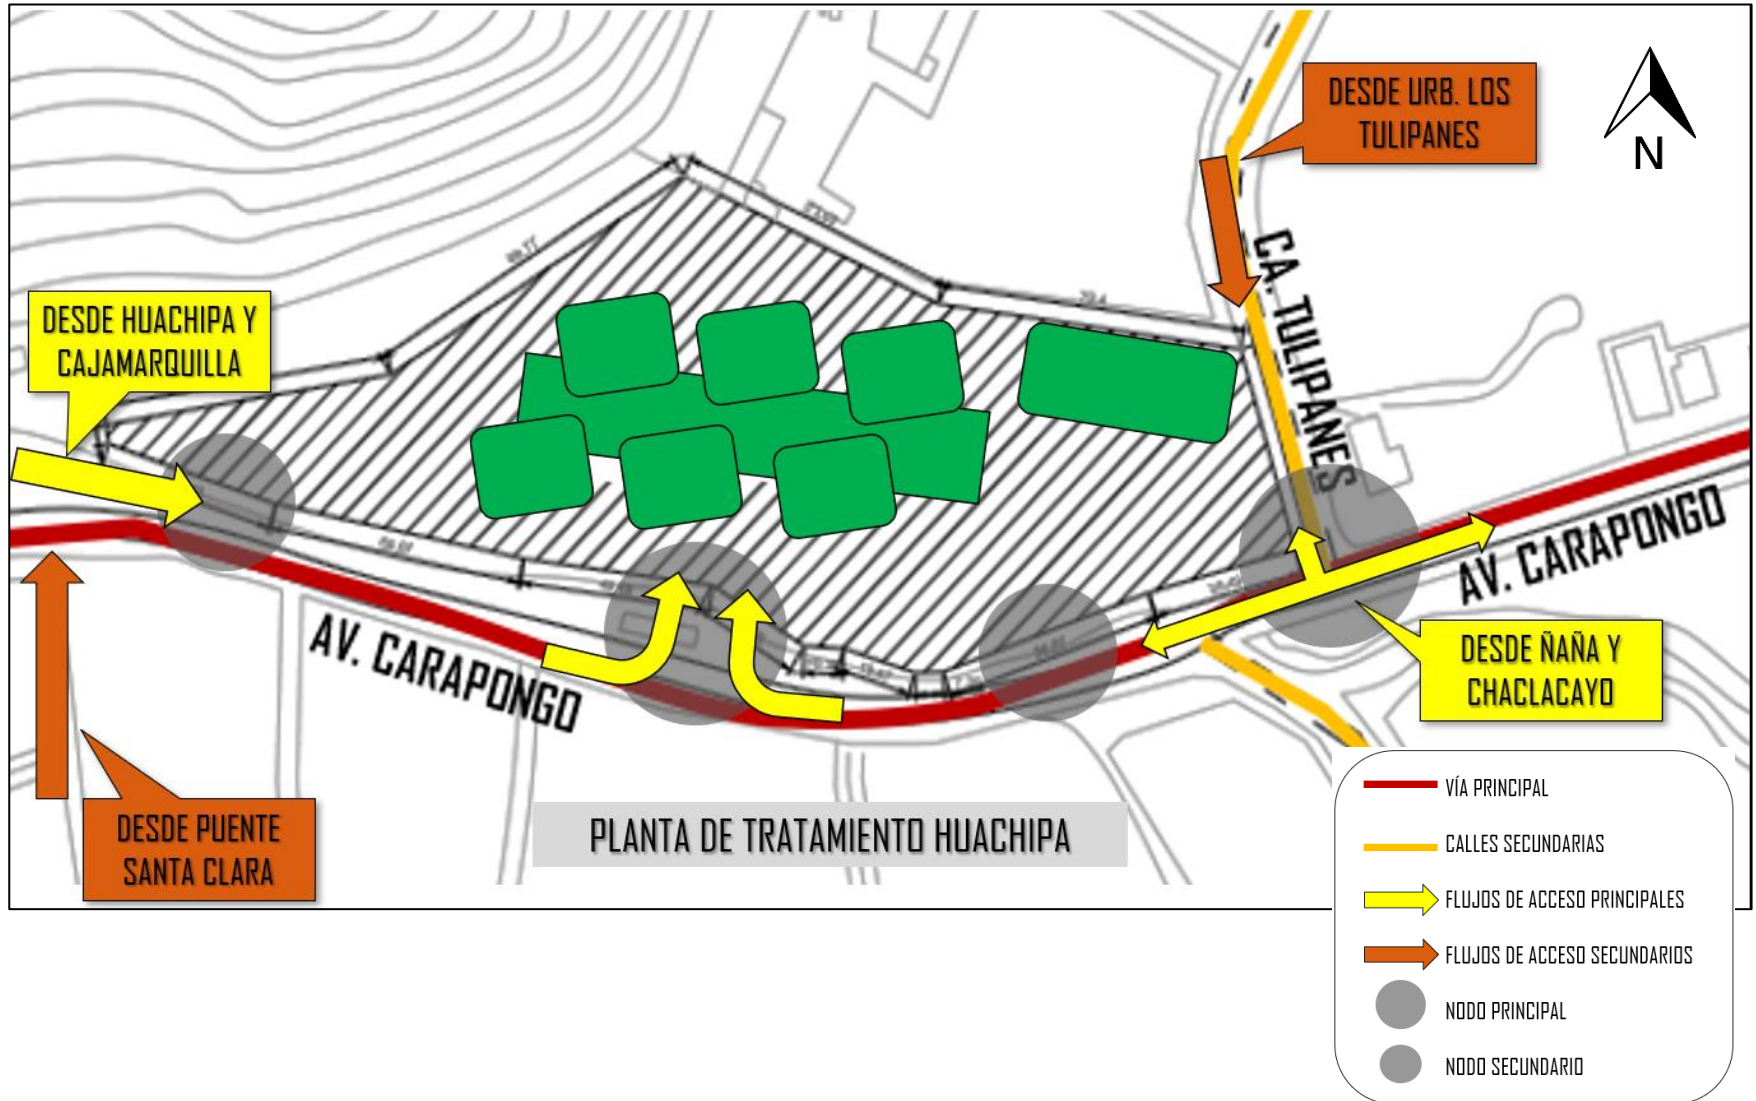 DESDE URB. LOS
TULIPANES
N
CA. TULIPANES
DESDE HUACHIPA Y
CAJAMARQUILLA
AV. CARAPONGO
AV. CARAPONGO
DESDE ÑAÑA Y
CHACLACAYO
DESDE PUENTE
SANTA CLARA
PLANTA DE TRATAMIENTO HUACHIPA
VÍA PRINCIPAL
CALLES SECUNDARIAS
FLUJOS DE ACCESO PRINCIPALES
FLUJOS DE ACCESO SECUNDARIOS
NODO PRINCIPAL
NODO SECUNDARIO